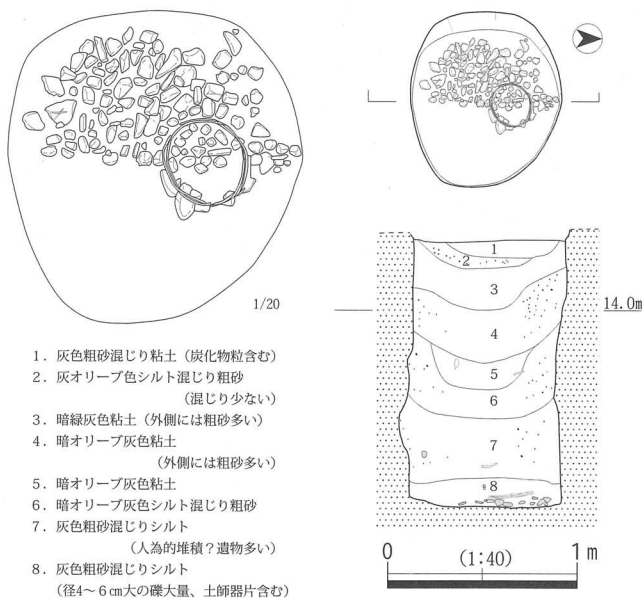 1/20
1．灰色粗砂混じり粘土（炭化物粒含む）
2．灰オリーブ色シルト混じり粗砂
（混じり少ない）
3．暗緑灰色粘土（外側には粗砂多い）
4．暗オリーブ灰色粘土
（外側には粗砂多い）
5．暗オリーブ灰色粘土
6．暗オリーブ灰色シルト混じり粗砂
7．灰色粗砂混じりシルト
（人為的堆積？遺物多い）
8．灰色粗砂混じりシルト
（径4～6㎝大の礫大量、土師器片含む）
1
2
3
14.0m
4
5
6
7
8
0 (1:40) 1m